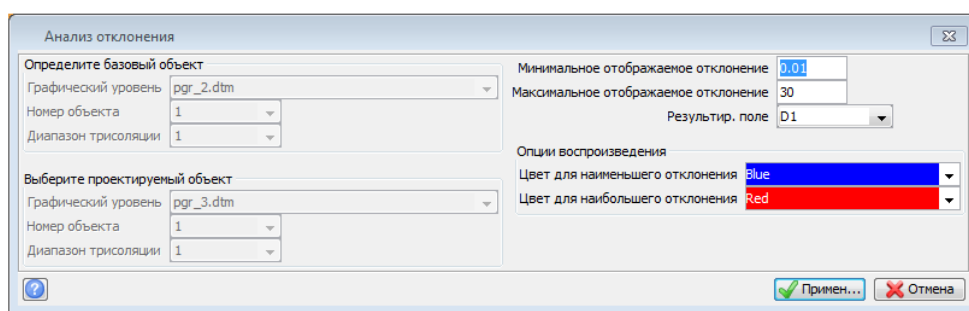 Анализ отклонения
Определите базовый объект
Графический уровень pgr_2.dtm
Номер объекта 1
Диапазон трисоляции 1
Выберите проектируемый объект
Графический уровень pgr_3.dtm
Номер объекта 1
Диапазон трисоляции 1
Минимальное отображаемое отклонение 0.01
Максимальное отображаемое отклонение 30
Результир. поле D1
Опции воспроизведения
Цвет для наименьшего отклонения Blue
Цвет для наибольшего отклонения Red
? Примен... Отмена